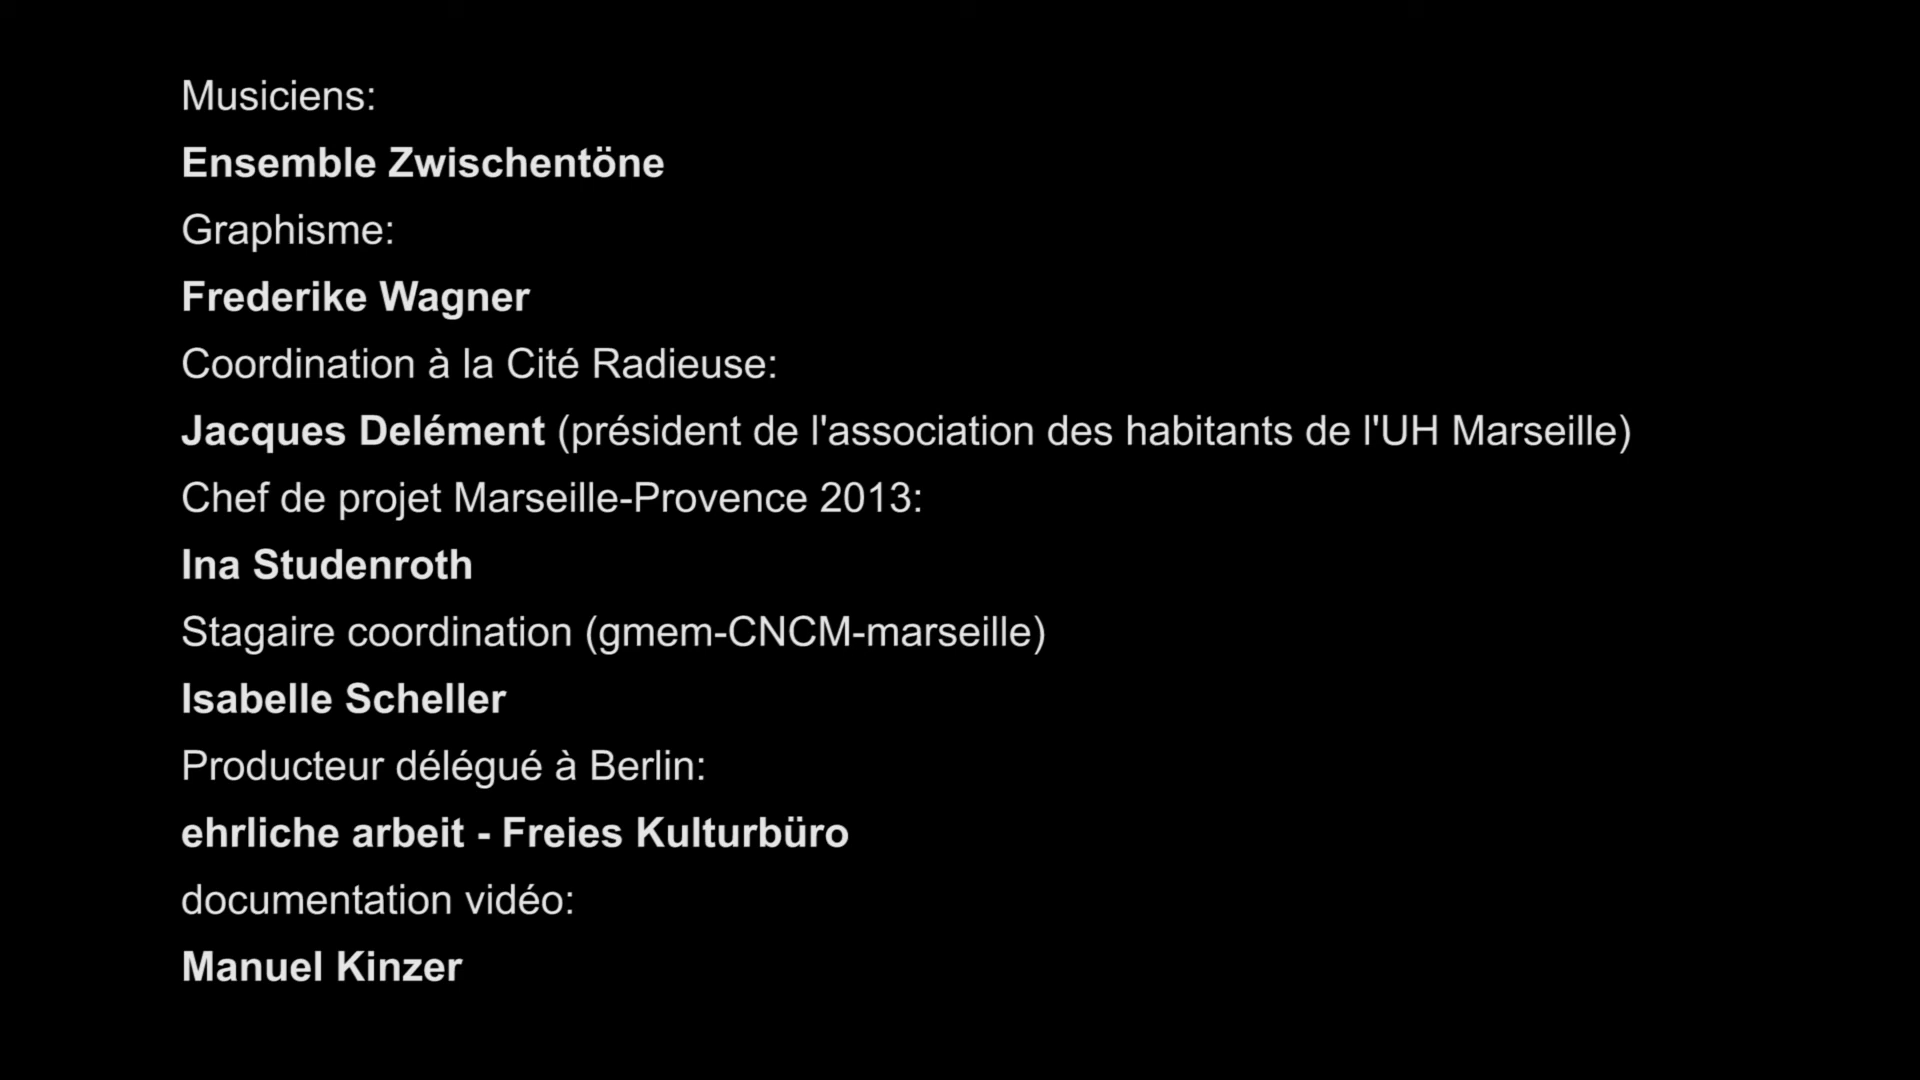 Musiciens:
Ensemble Zwischentöne
Graphisme:
Frederike Wagner
Coordination à la Cité Radieuse:
Jacques Delément (président de l'association des habitants de l'UH Marseille)
Chef de projet Marseille-Provence 2013:
Ina Studenroth
Stagaire coordination (gmem-CNCM-marseille)
Isabelle Scheller
Producteur délégué à Berlin:
ehrliche arbeit - Freies Kulturbüro
documentation vidéo:
Manuel Kinzer